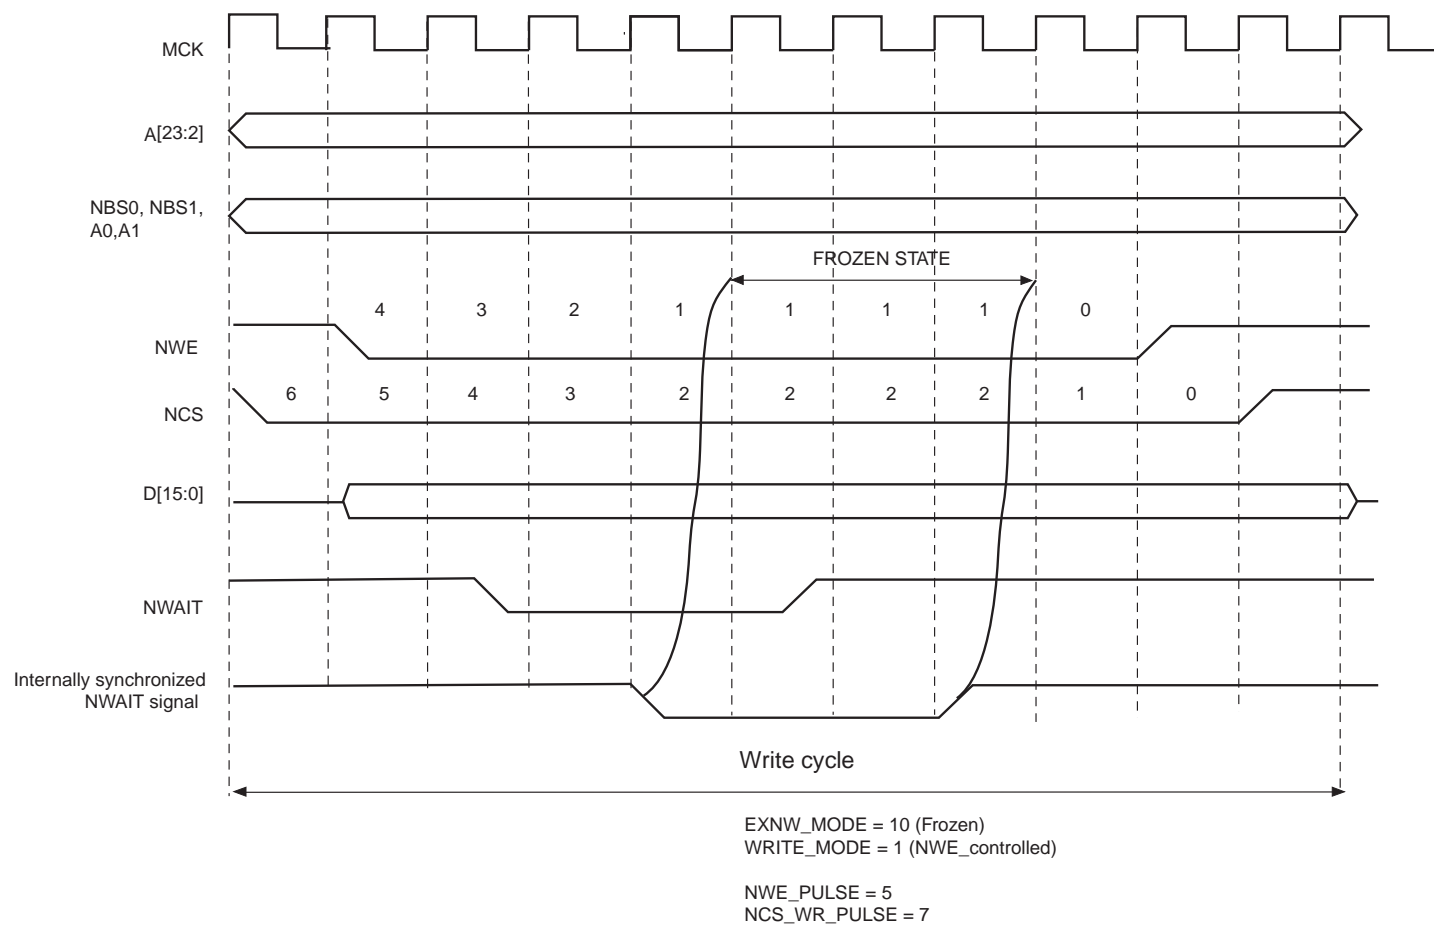 MCK
A[23:2]
NBS0, NBS1,
A0,A1
FROZEN STATE
4 3 2 1 1 1 1 0
NWE
6 5 4 3 2 2 2 2 1 0
NCS
D[15:0]
NWAIT
Internally synchronized
NWAIT signal
Write cycle
EXNW_MODE = 10 (Frozen)
WRITE_MODE = 1 (NWE_controlled)
NWE_PULSE = 5
NCS_WR_PULSE = 7